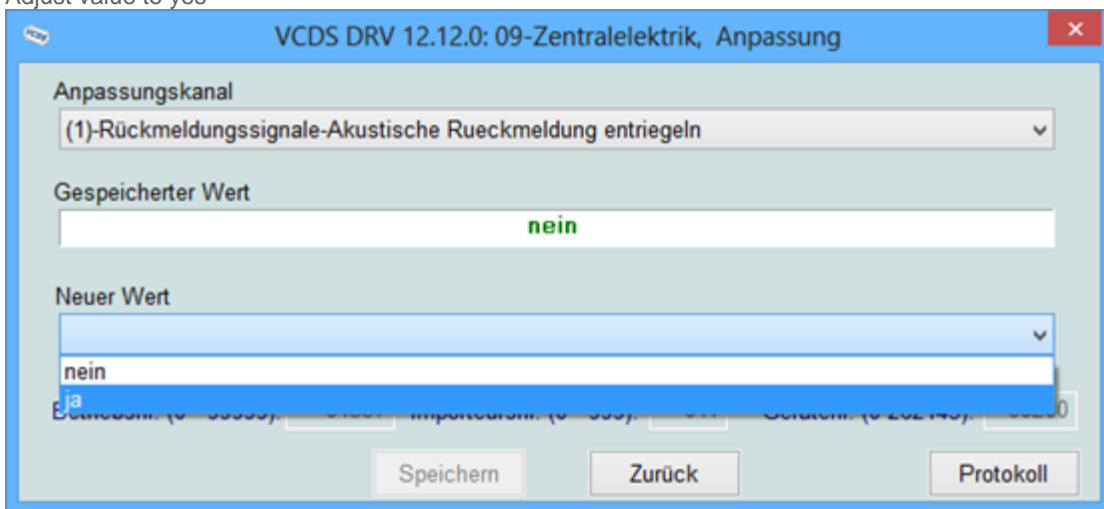 Adjust value to yes
VCDS DRV 12.12.0: 09-Zentralelektrik, Anpassung
Anpassungskanal
(1)-Rückmeldungssignale-Akustische Rueckmeldung entriegeln
Gespeicherter Wert
nein
Neuer Wert
nein
ja
Speichern Zurück Protokoll